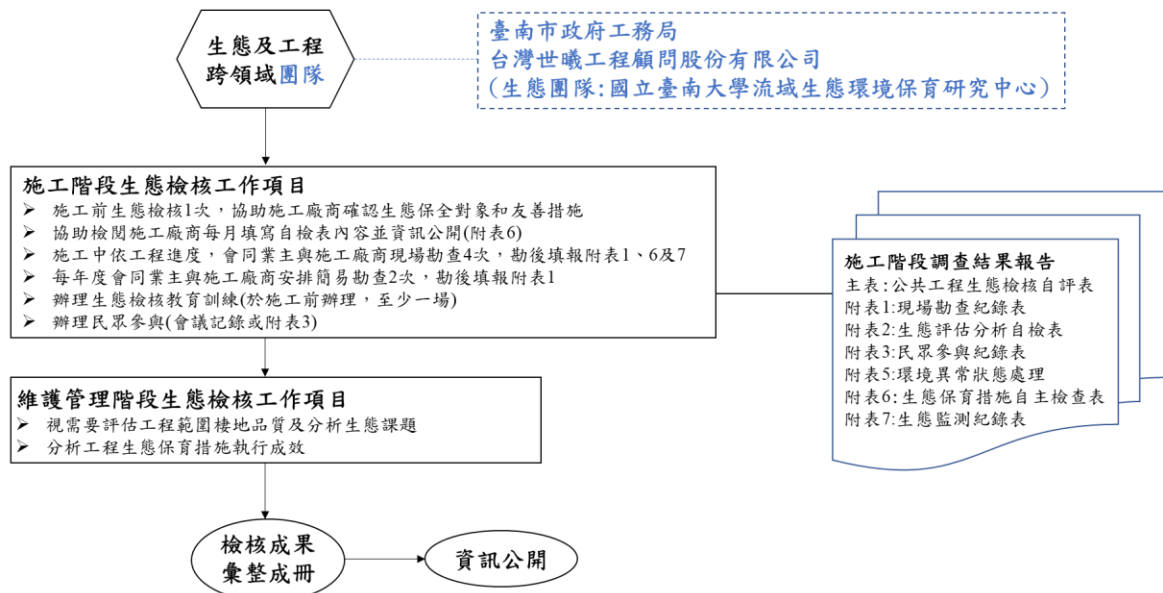 生態及工程
跨領域團隊
臺南市政府工務局
台灣世曦工程顧問股份有限公司
(生態團隊:國立臺南大學流域生態環境保育研究中心)
施工階段生態檢核工作項目
➢ 施工前生態檢核1次，協助施工廠商確認生態保全對象和友善措施
➢ 協助檢閱施工廠商每月填寫自檢表內容並資訊公開(附表6)
➢ 施工中依工程進度，會同業主與施工廠商現場勘查4次，勘後填報附表1、6及7
➢ 每年度會同業主與施工廠商安排簡易勘查2次，勘後填報附表1
➢ 辦理生態檢核教育訓練(於施工前辦理，至少一場)
➢ 辦理民眾參與(會議記錄或附表3)
施工階段調查結果報告
主表:公共工程生態檢核自評表
附表1:現場勘查紀錄表
附表2:生態評估分析自檢表
附表3:民眾參與紀錄表
附表5:環境異常狀態處理
附表6:生態保育措施自主檢查表
附表7:生態監測紀錄表
維護管理階段生態檢核工作項目
➢ 視需要評估工程範圍棲地品質及分析生態課題
➢ 分析工程生態保育措施執行成效
檢核成果
彙整成冊
資訊公開